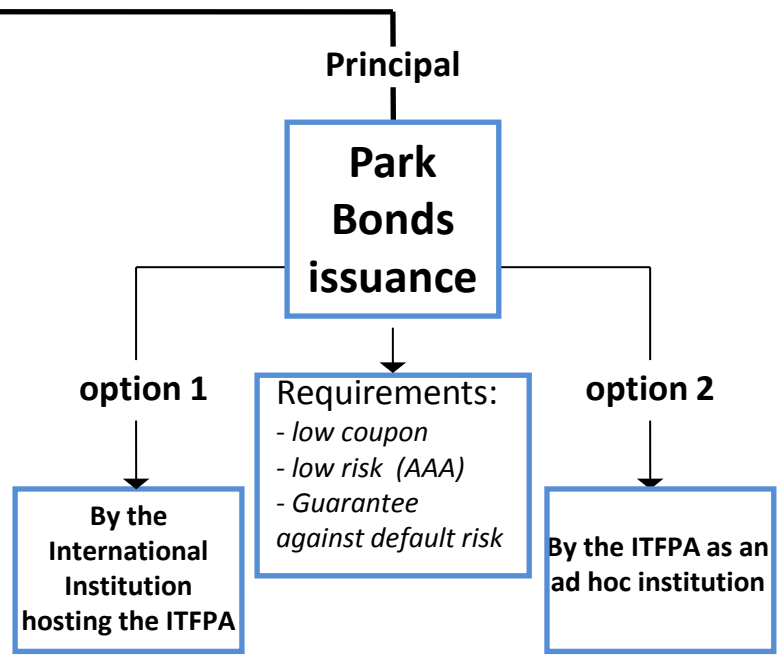 Principal
Park
Bonds
issuance
option 1
Requirements:
- low coupon
- low risk (AAA)
- Guarantee
against default risk
option 2
By the
International
Institution
hosting the ITFPA
By the ITFPA as an
ad hoc institution